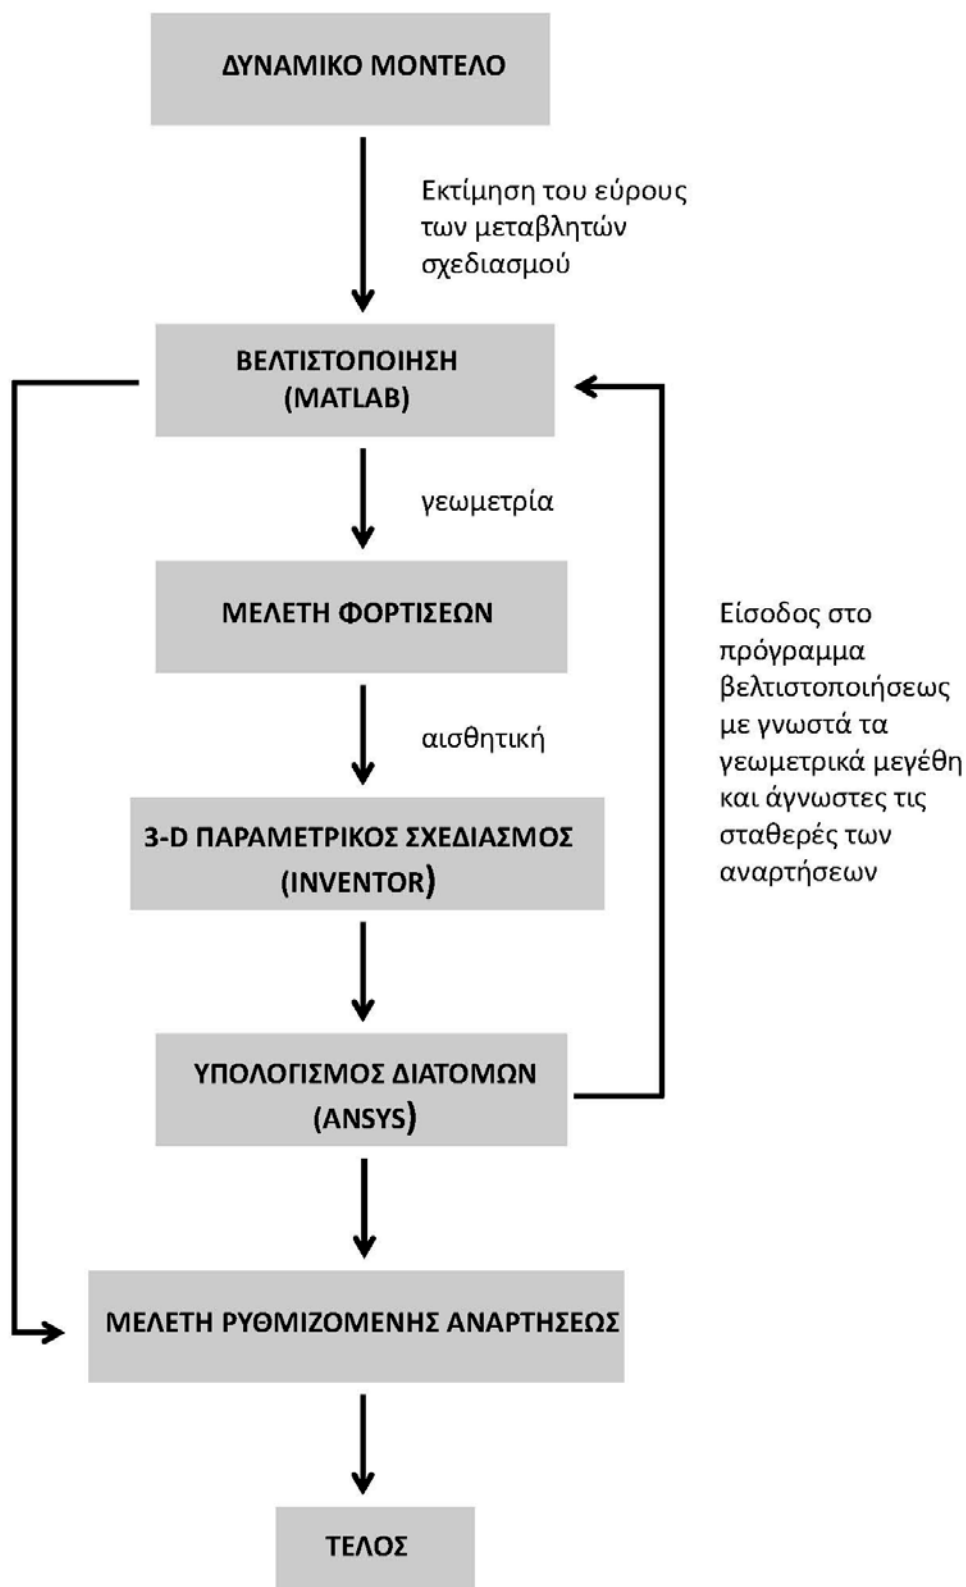 ΔΥΝΑΜΙΚΟ ΜΟΝΤΕΛΟ
Εκτίμηση του εύρους
των μεταβλητών
σχεδιασμού
ΒΕΛΤΙΣΤΟΠΟΙΗΣΗ
(MATLAB)
γεωμετρία
ΜΕΛΕΤΗ ΦΟΡΤΙΣΕΩΝ
αισθητική
3-D ΠΑΡΑΜΕΤΡΙΚΟΣ ΣΧΕΔΙΑΣΜΟΣ
(INVENTOR)
Είσοδος στο
πρόγραμμα
βελτιστοποιήσεως
με γνωστά τα
γεωμετρικά μεγέθη
και άγνωστες τις
σταθερές των
αναρτήσεων
ΥΠΟΛΟΓΙΣΜΟΣ ΔΙΑΤΟΜΩΝ
(ANSYS)
ΜΕΛΕΤΗ ΡΥΘΜΙΖΟΜΕΝΗΣ ΑΝΑΡΤΗΣΕΩΣ
ΤΕΛΟΣ